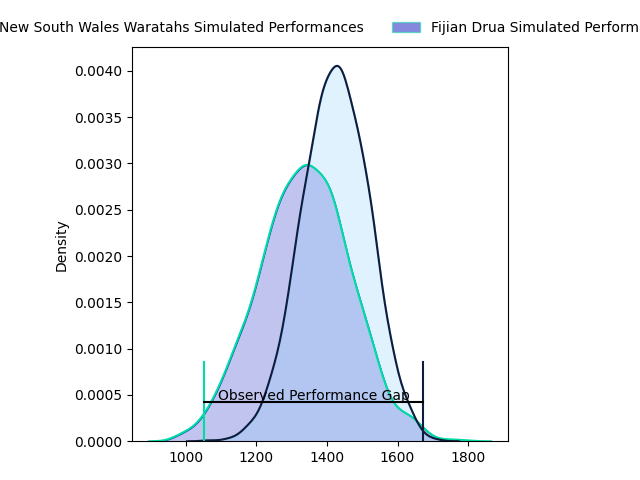 New South Wales Waratahs Simulated Performances
Fijian Drua Simulated Perform
0.0040
0.0035
0.0030
0.0025
0.0020
0.0015
0.0010
0.0005
0.0000
Density
Observed Performance Gap
1000 1200 1400 1600 1800